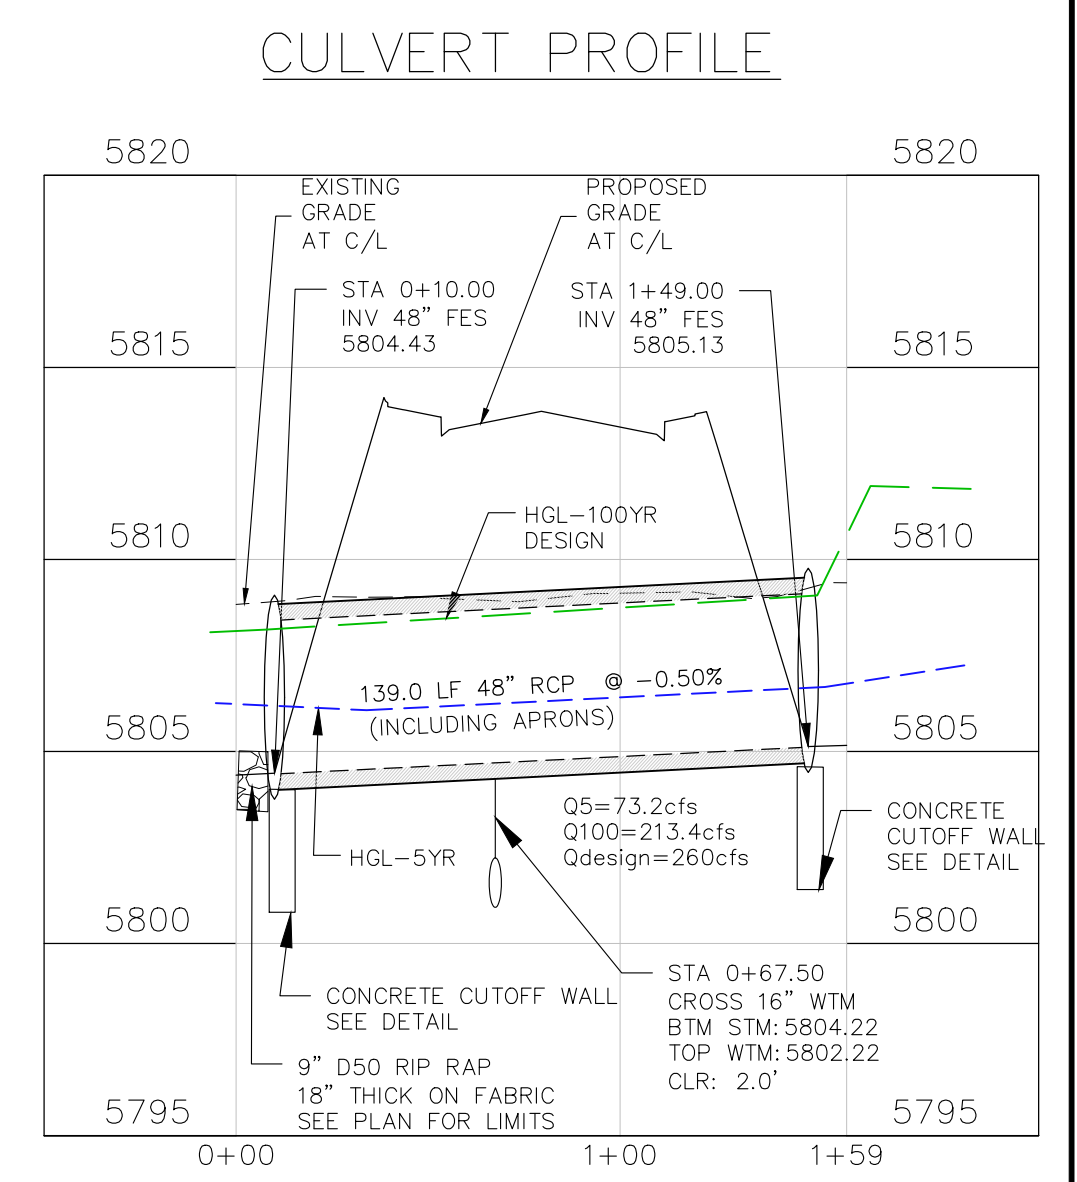 CULVERT PROFILE
5820
5820
EXISTING
GRADE
AT C/L
PROPOSED
GRADE
AT C/L
STA 0+10.00
INV 48" FES
5804.43
STA 1+49.00
INV 48" FES
5805.13
5815
5815
HGL-100YR
DESIGN
5810
5810
139.0 LF 48" RCP @ -0.50%
(INCLUDING APRONS)
5805
5805
Q5=73.2cfs
Q100=213.4cfs
Qdesign=260cfs
HGL-5YR
CONCRETE
CUTOFF WALL
SEE DETAIL
5800
5800
STA 0+67.50
CROSS 16" WTM
BTM STM: 5804.22
TOP WTM: 5802.22
CLR: 2.0'
CONCRETE CUTOFF WALL
SEE DETAIL
9" D50 RIP RAP
18" THICK ON FABRIC
SEE PLAN FOR LIMITS
5795
5795
0+00
1+00
1+59